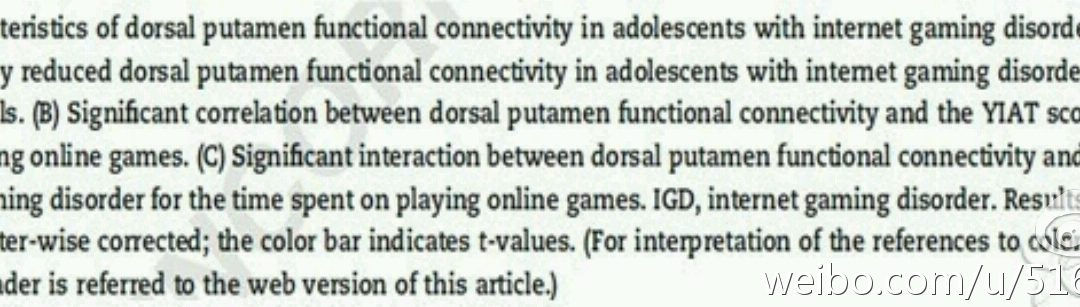 teristics of dorsal putamen functional connectivity in adolescents with internet gaming disorde
y reduced dorsal putamen functional connectivity in adolescents with internet gaming disorde
ls. (B) Significant correlation between dorsal putamen functional connectivity and the YIAT sco
ng online games. (C) Significant interaction between dorsal putamen functional connectivity and
ning disorder for the time spent on playing online games. IGD, internet gaming disorder. Results
ter-wise corrected; the color bar indicates t-values. (For interpretation of the references to color
ader is referred to the web version of this article.)
weibo.com/u/516